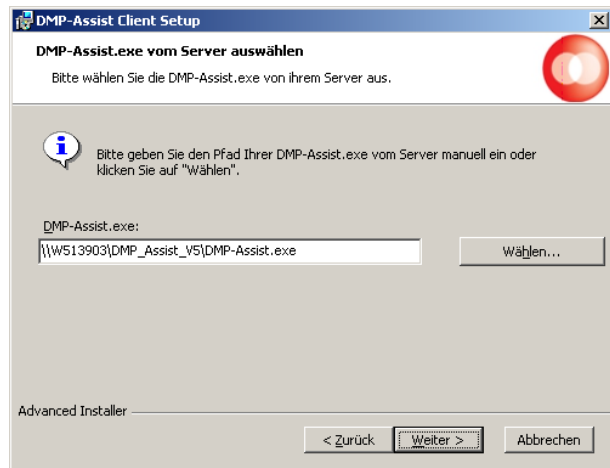 DMP-Assist Client Setup
DMP-Assist.exe vom Server auswählen
Bitte wählen Sie die DMP-Assist.exe von ihrem Server aus.
Bitte geben Sie den Pfad Ihrer DMP-Assist.exe vom Server manuell ein oder
klicken Sie auf "Wählen".
DMP-Assist.exe:
\\W513903\DMP_Assist_V5\DMP-Assist.exe
Wählen...
Advanced Installer
< Zurück
Weiter >
Abbrechen